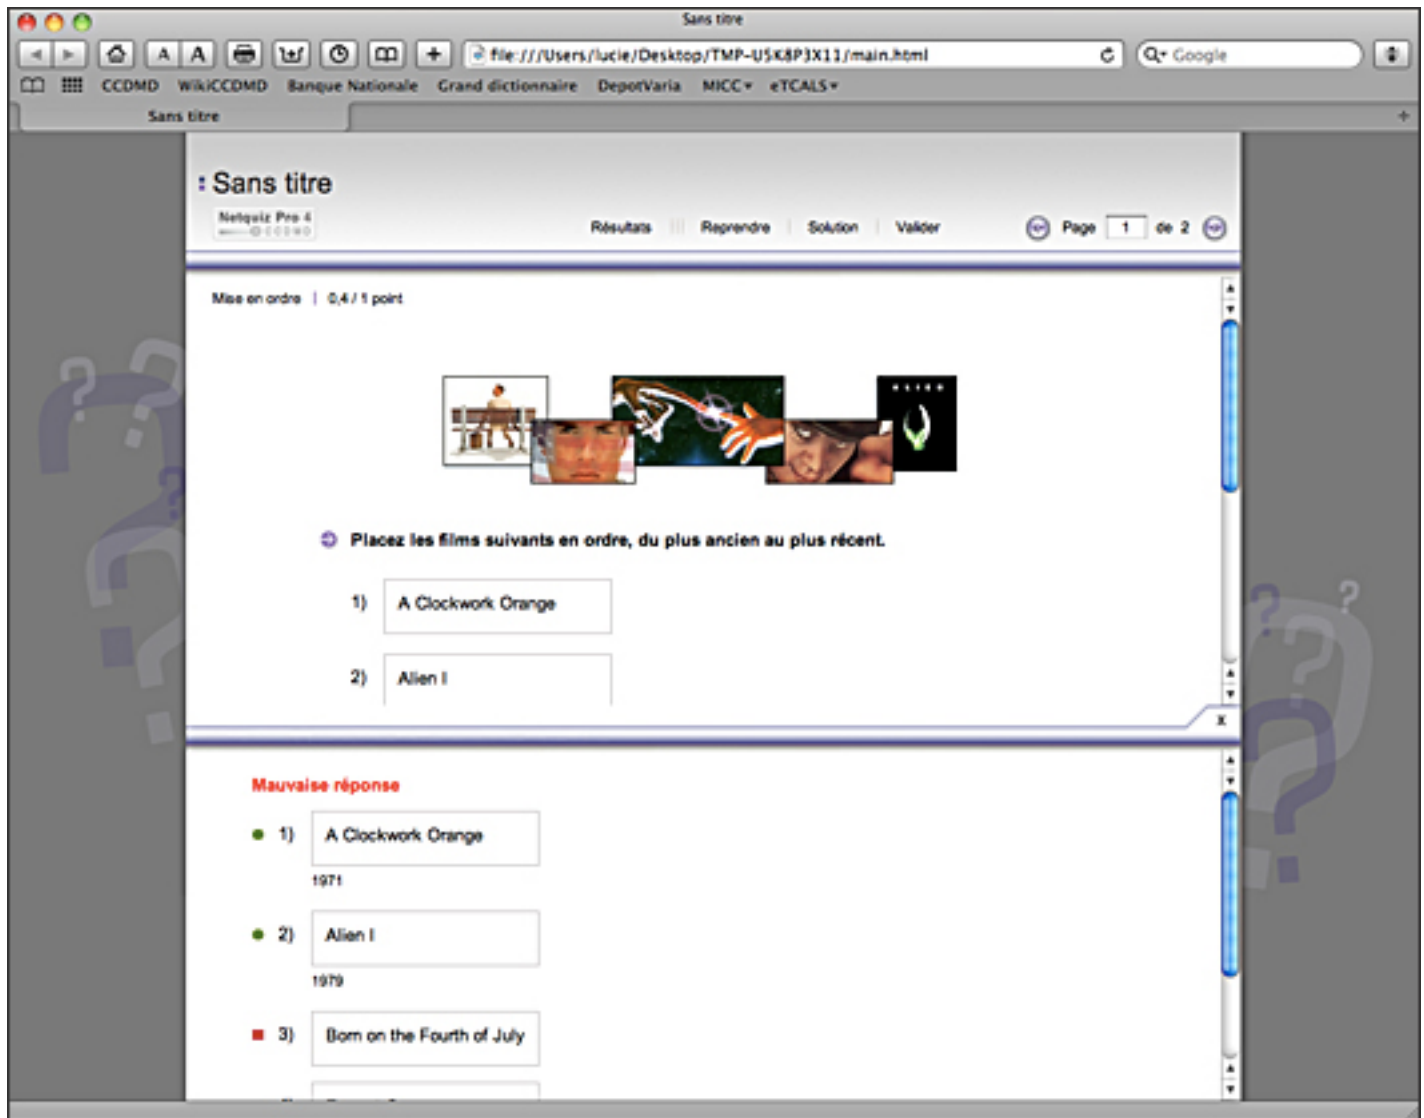 Sans titre
file:///Users/lucie/Desktop/TMP-U5K8P3X11/main.html
Google
CCDMD WikiCCDMD Banque Nationale Grand dictionnaire DepotVaria MICC eTCALS
Sans titre
Sans titre
Netquiz Pro 4
CCDMD
Résultats Reprendre Solution Valider Page 1 de 2
Mise en ordre | 0,4 / 1 point
ALIEN
Placez les films suivants en ordre, du plus ancien au plus récent.
1) A Clockwork Orange
2) Alien I
X
Mauvaise réponse
1) A Clockwork Orange
1971
2) Alien I
1979
3) Born on the Fourth of July